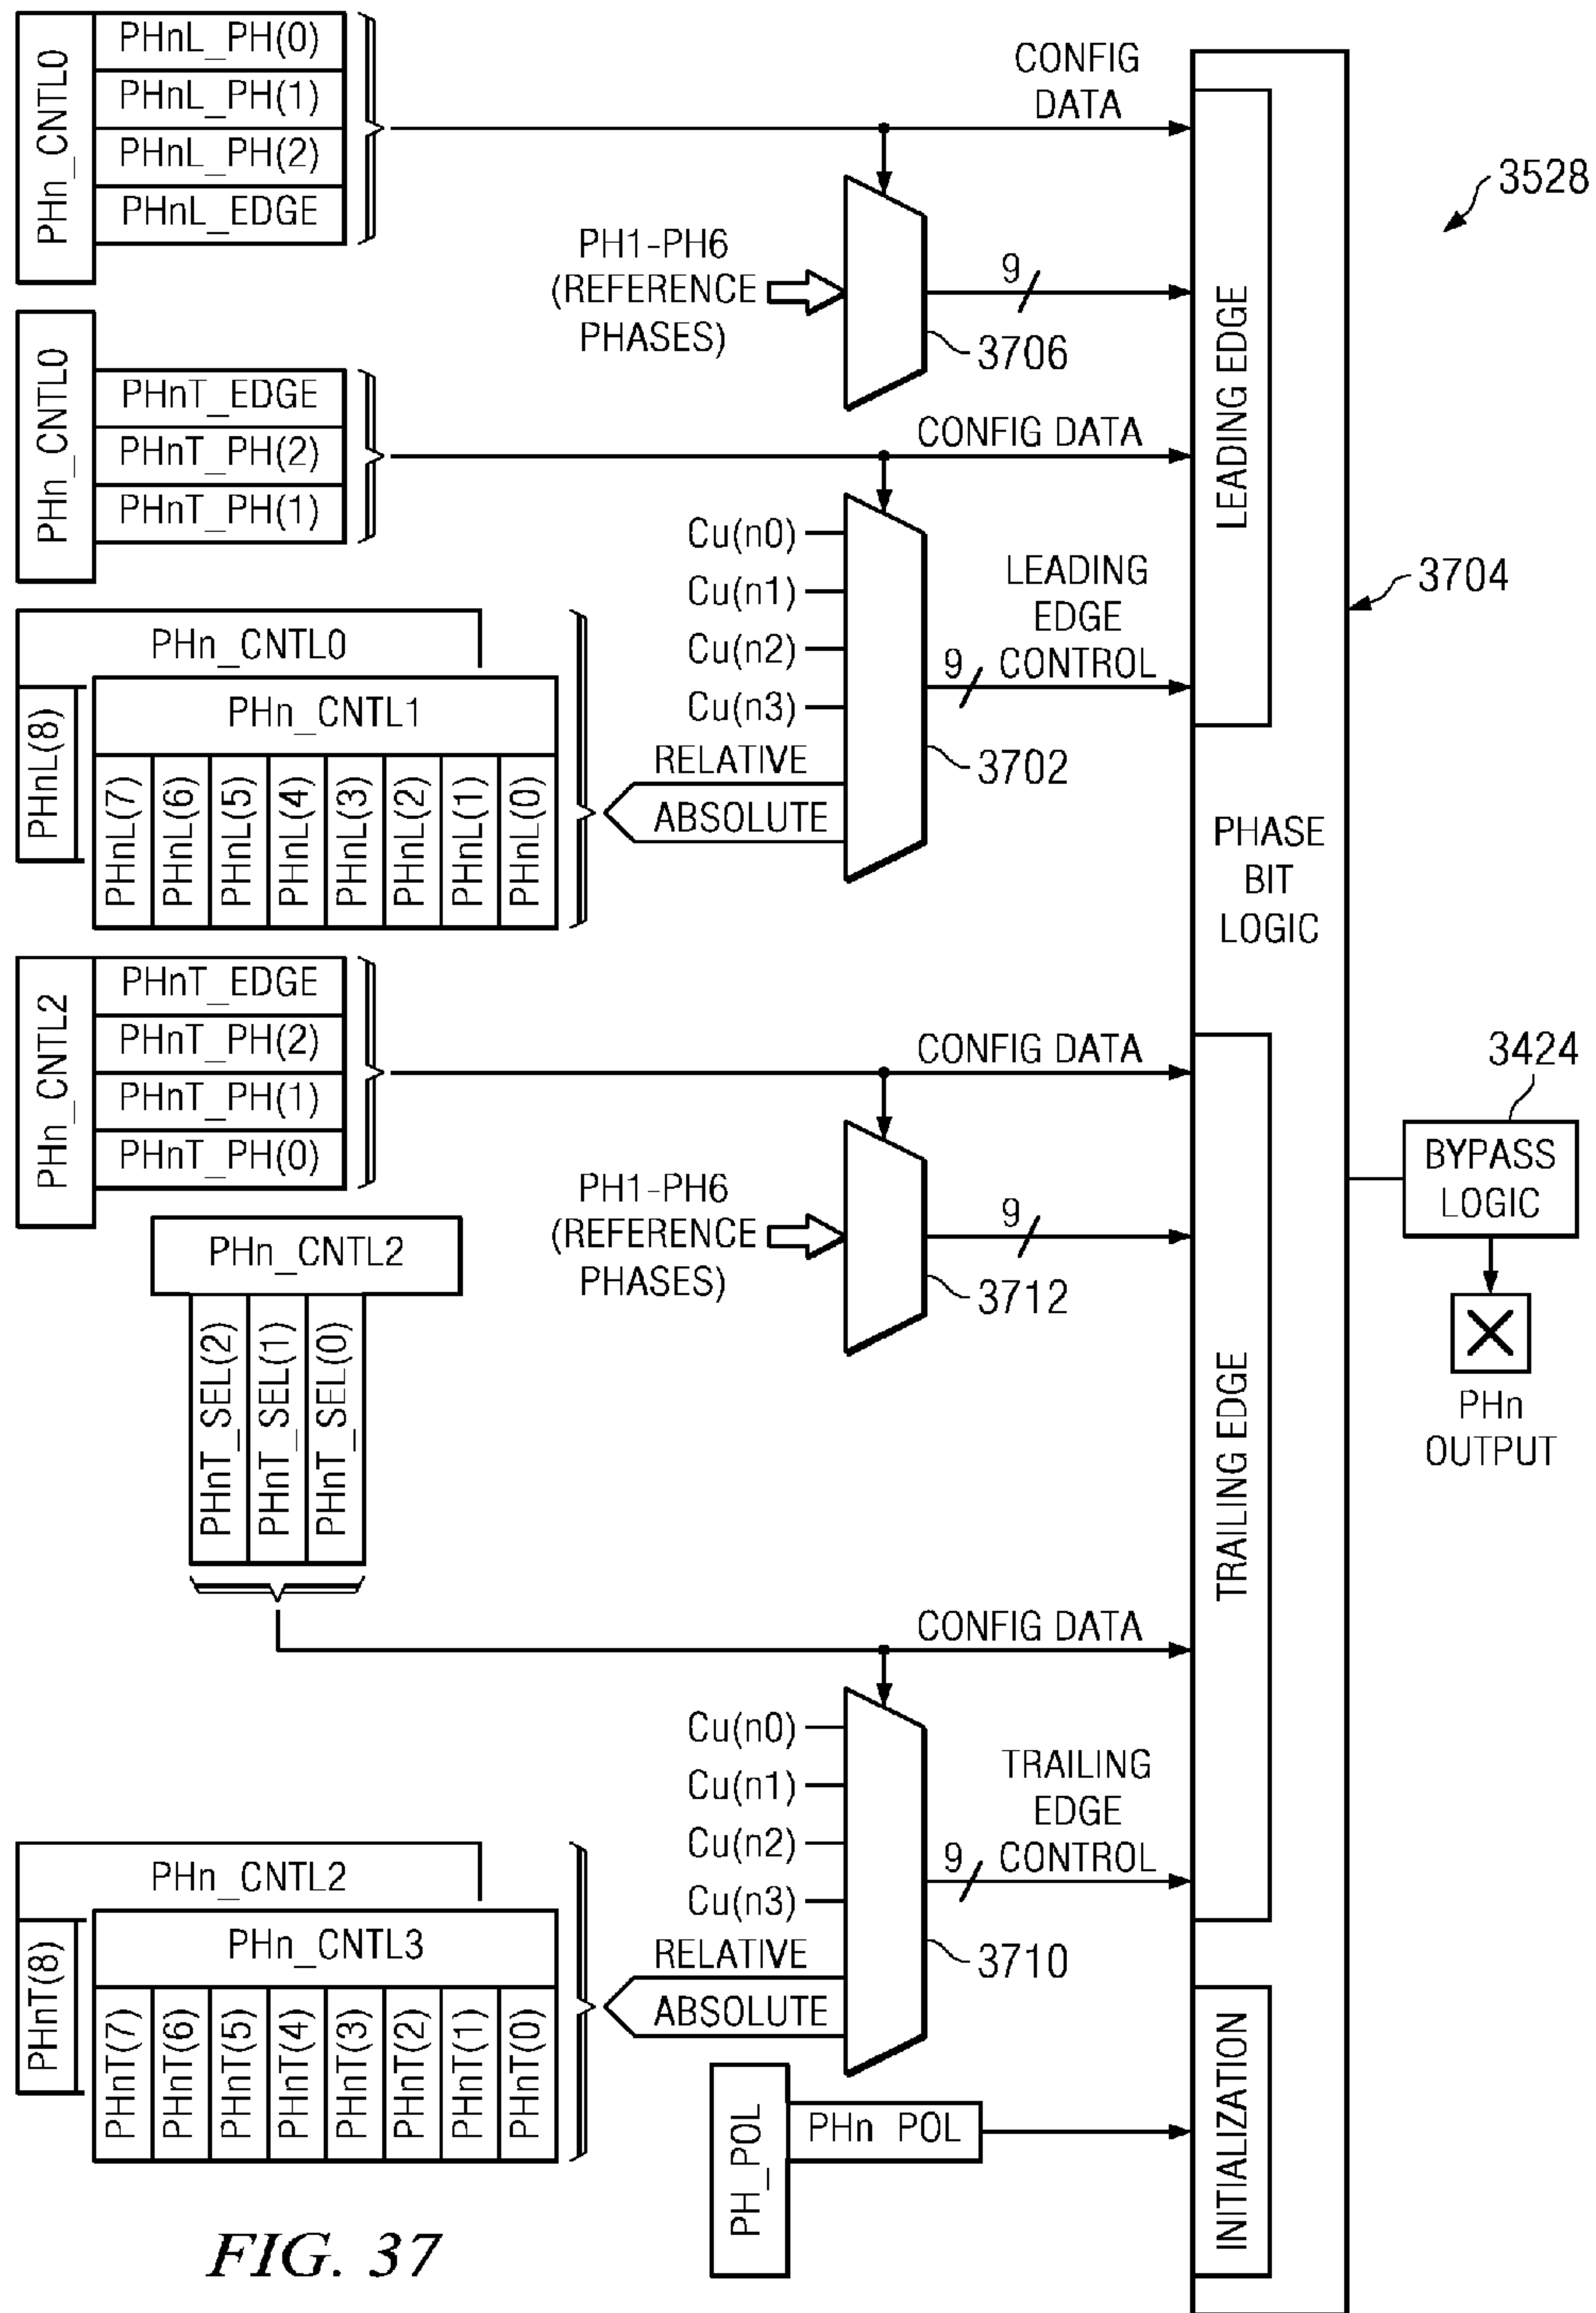 PHn_CNTL0
PHnL_PH(0)
PHnL_PH(1)
PHnL_PH(2)
PHnL_EDGE
CONFIG
DATA
3528
PH1-PH6
(REFERENCE
PHASES)
9
3706
LEADING EDGE
PHn_CNTL0
PHnT_EDGE
PHnT_PH(2)
PHnT_PH(1)
CONFIG DATA
Cu(n0)
Cu(n1)
Cu(n2)
Cu(n3)
LEADING
EDGE
9 CONTROL
3704
3702
RELATIVE
ABSOLUTE
PHn_CNTL0
PHnL(8)
PHn_CNTL1
PHnL(7)
PHnL(6)
PHnL(5)
PHnL(4)
PHnL(3)
PHnL(2)
PHnL(1)
PHnL(0)
PHASE
BIT
LOGIC
PHn_CNTL2
PHnT_EDGE
PHnT_PH(2)
PHnT_PH(1)
PHnT_PH(0)
CONFIG DATA
PH1-PH6
(REFERENCE
PHASES)
9
3712
3424
BYPASS
LOGIC
PHn
OUTPUT
PHn_CNTL2
PHnT_SEL(2)
PHnT_SEL(1)
PHnT_SEL(0)
TRAILING EDGE
CONFIG DATA
Cu(n0)
Cu(n1)
Cu(n2)
Cu(n3)
TRAILING
EDGE
9 CONTROL
3710
RELATIVE
ABSOLUTE
PHn_CNTL2
PHnT(8)
PHn_CNTL3
PHnT(7)
PHnT(6)
PHnT(5)
PHnT(4)
PHnT(3)
PHnT(2)
PHnT(1)
PHnT(0)
PH_POL
PHn POL
INITIALIZATION
FIG. 37